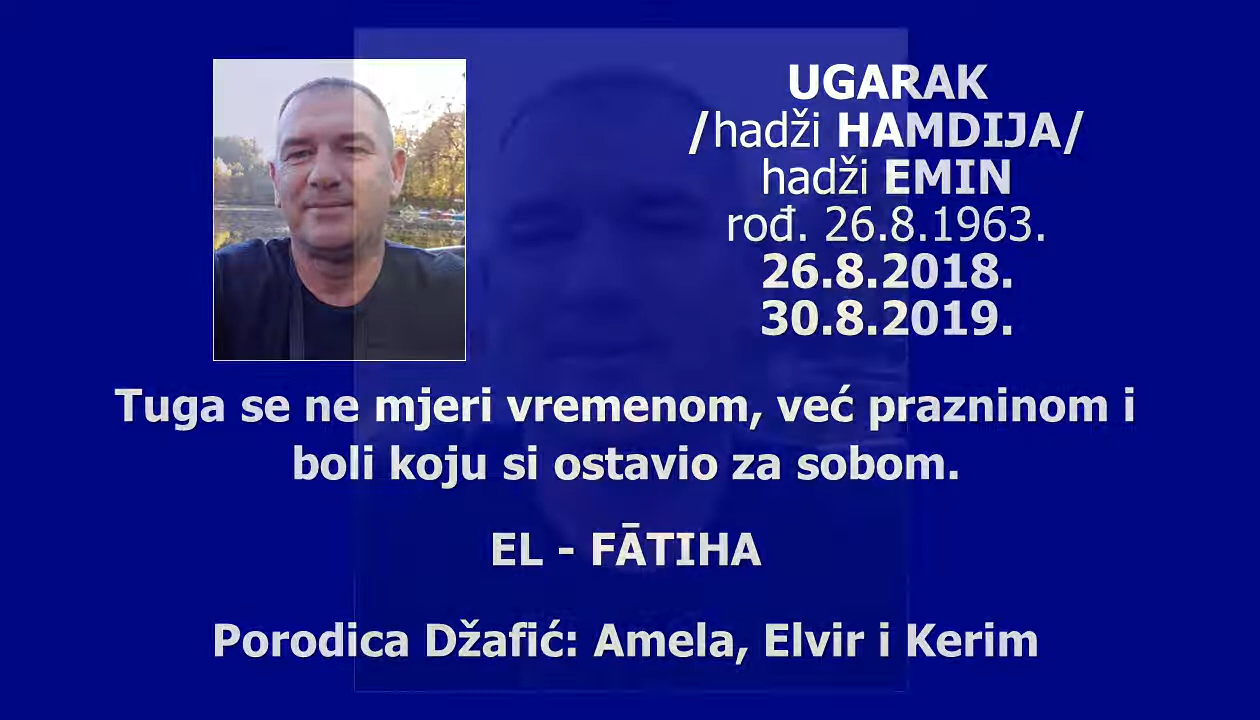 UGARAK
/hadži HAMDIJA/
hadži EMIN
rođ. 26.8.1963.
26.8.2018.
30.8.2019.
Tuga se ne mjeri vremenom, već prazninom i
boli koju si ostavio za sobom.
EL - FĀTIHA
Porodica Džafić: Amela, Elvir i Kerim